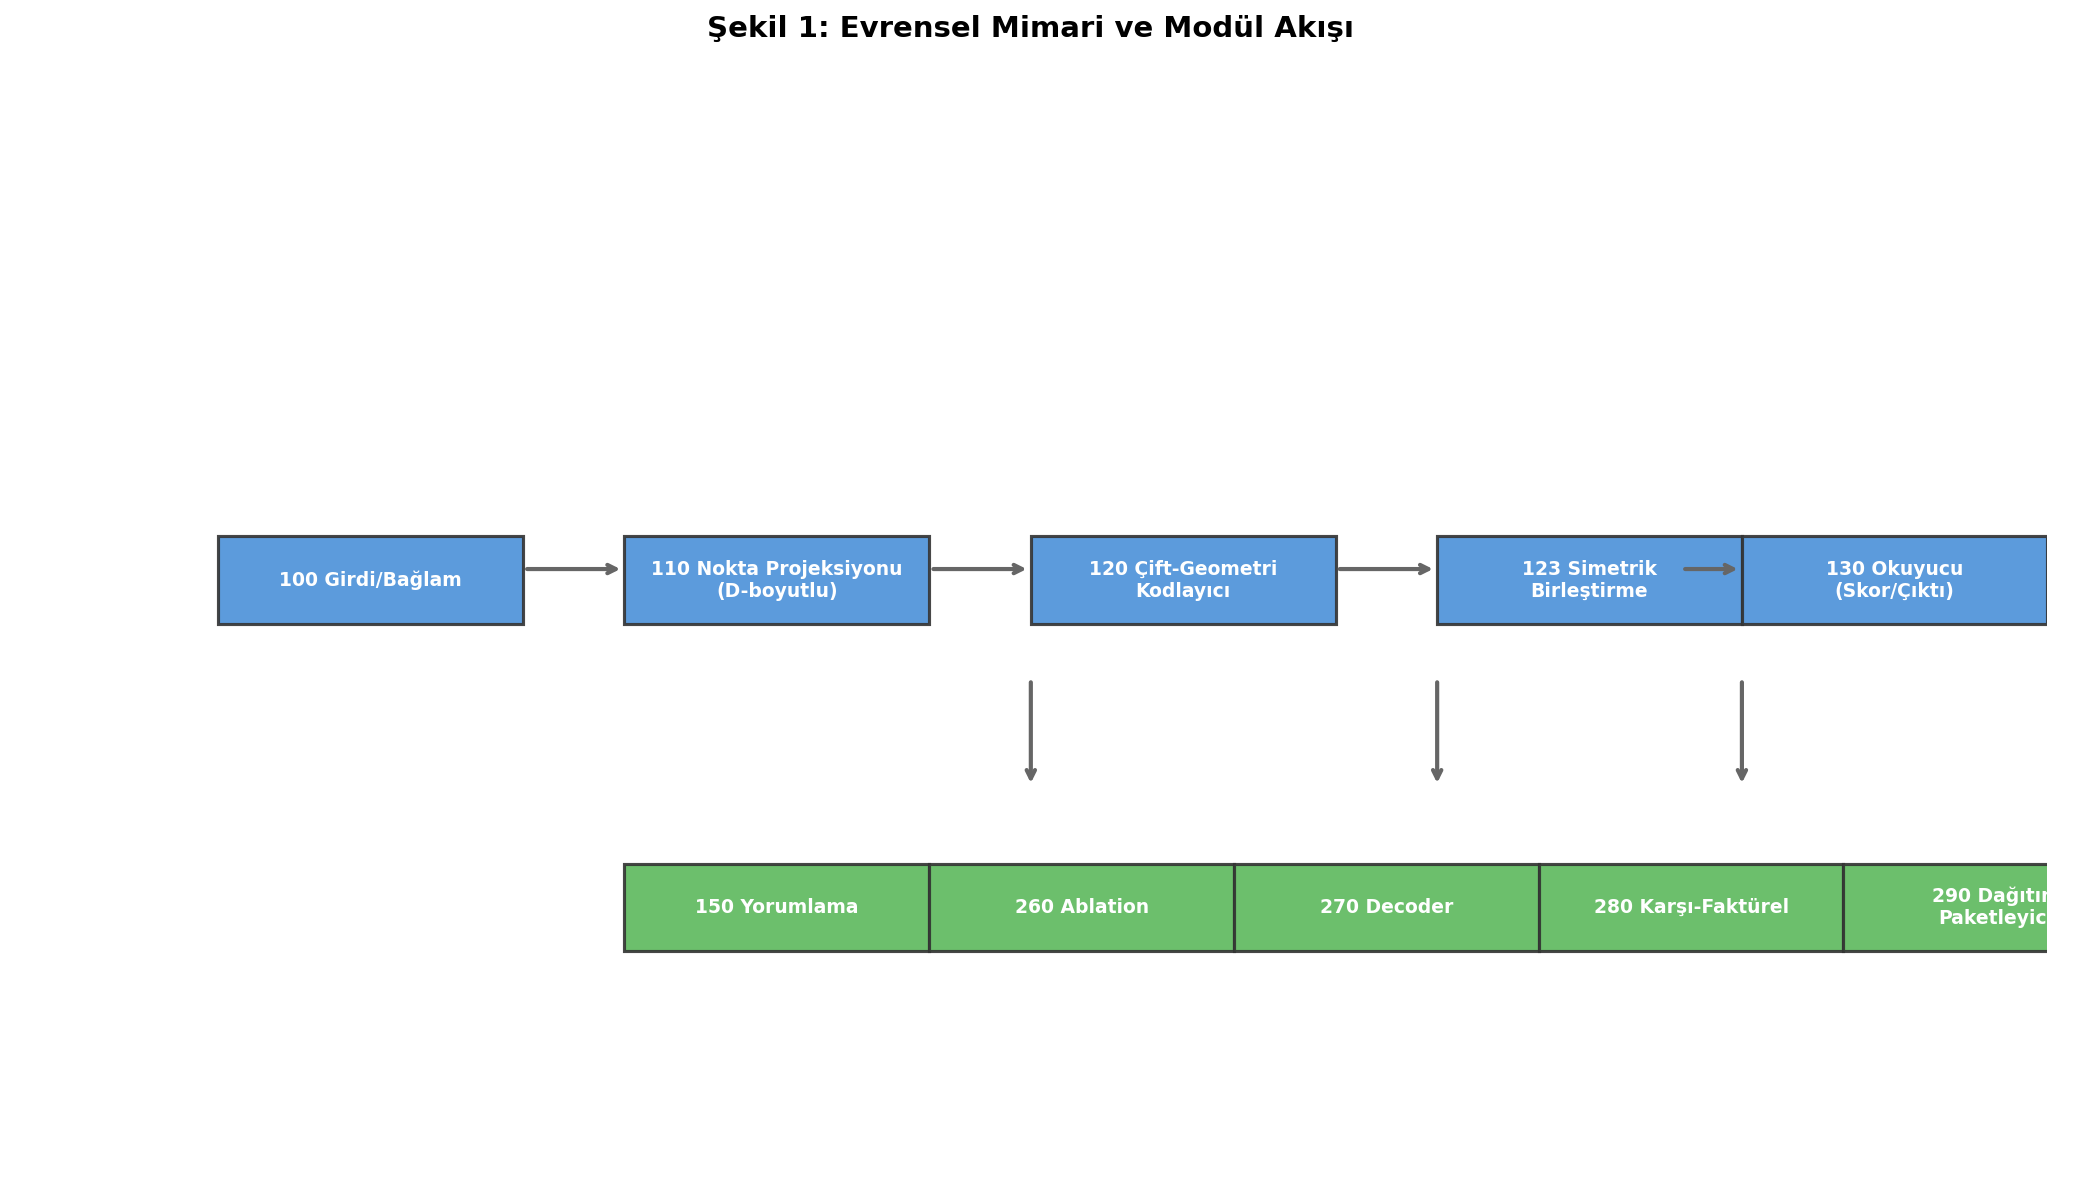 Şekil 1: Evrensel Mimari ve Modül Akışı
100 Girdi/Bağlam
110 Nokta Projeksiyonu
(D-boyutlu)
120 Çift-Geometri
Kodlayıcı
123 Simetrik
Birleştirme
130 Okuyucu
(Skor/Çıktı)
150 Yorumlama
260 Ablation
270 Decoder
280 Karşı-Faktürel
290